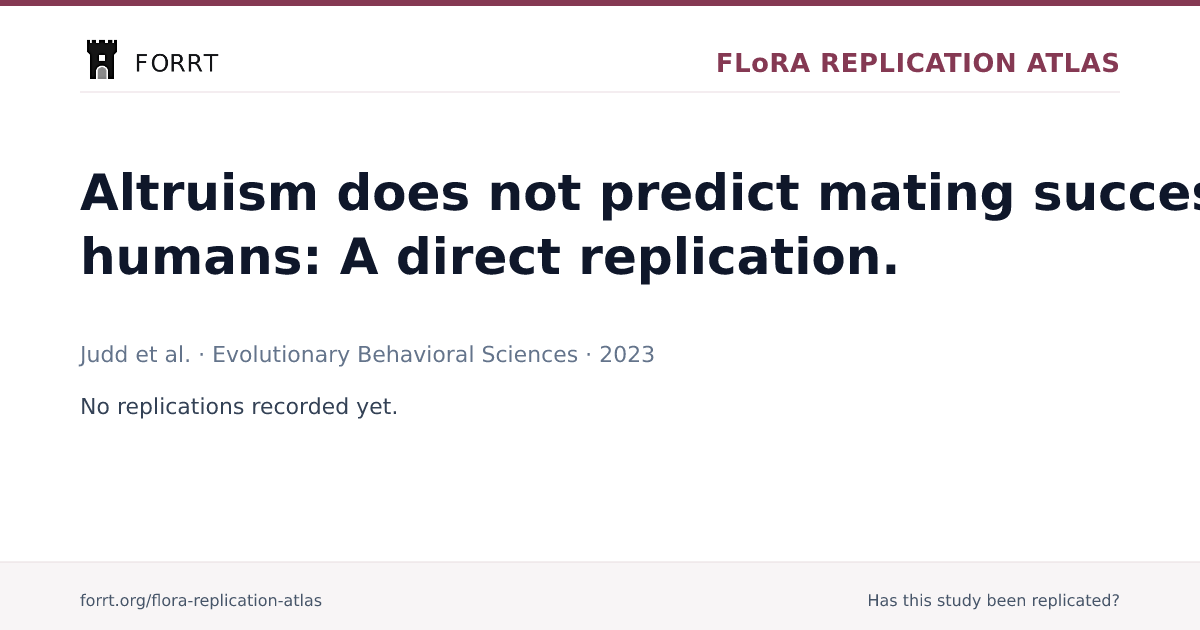 FORRT
FLoRA REPLICATION ATLAS
Altruism does not predict mating
humans: A direct replication.
Judd et al. · Evolutionary Behavioral Sciences · 2023
No replications recorded yet.
forrt.org/flora-replication-atlas
Has this study been replicated?